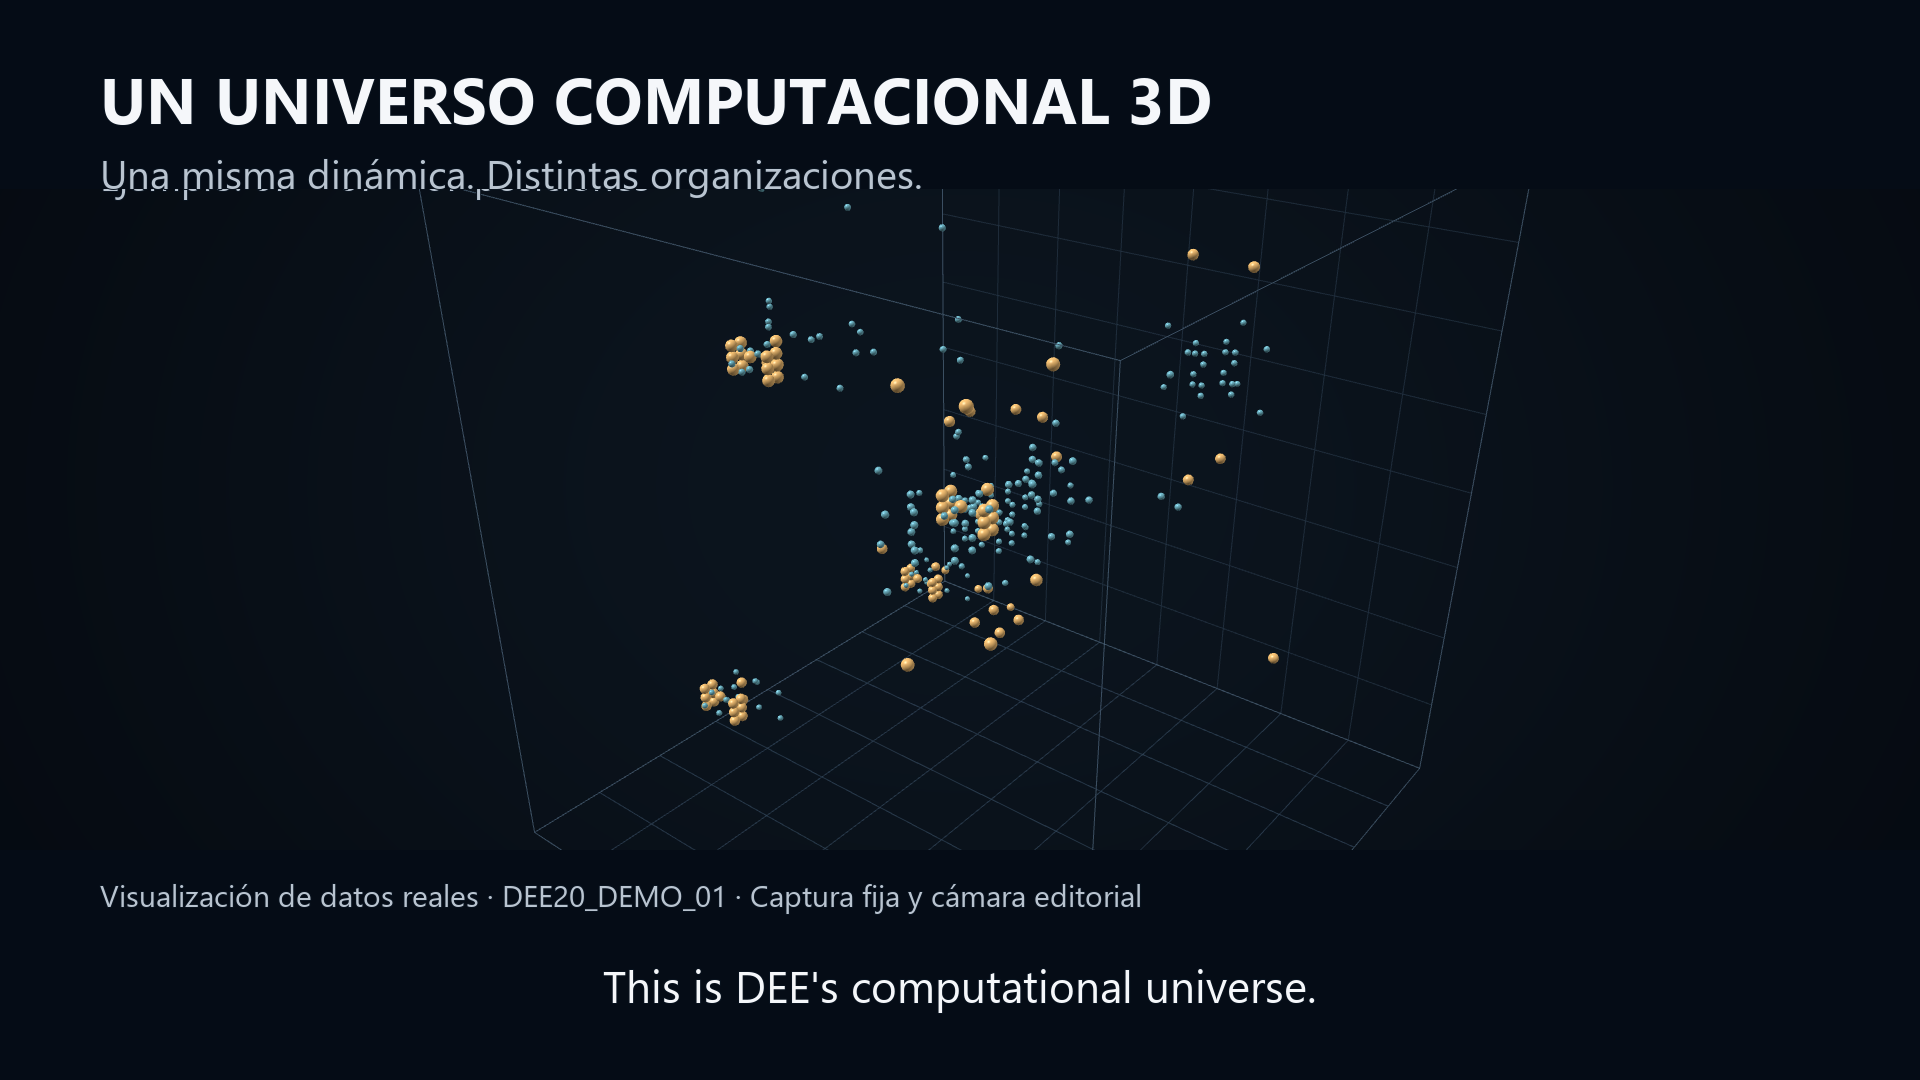 UN UNIVERSO COMPUTACIONAL 3D
Una misma dinámica. Distintas organizaciones.
Visualización de datos reales · DEE20_DEMO_01 · Captura fija y cámara editorial
This is DEE's computational universe.